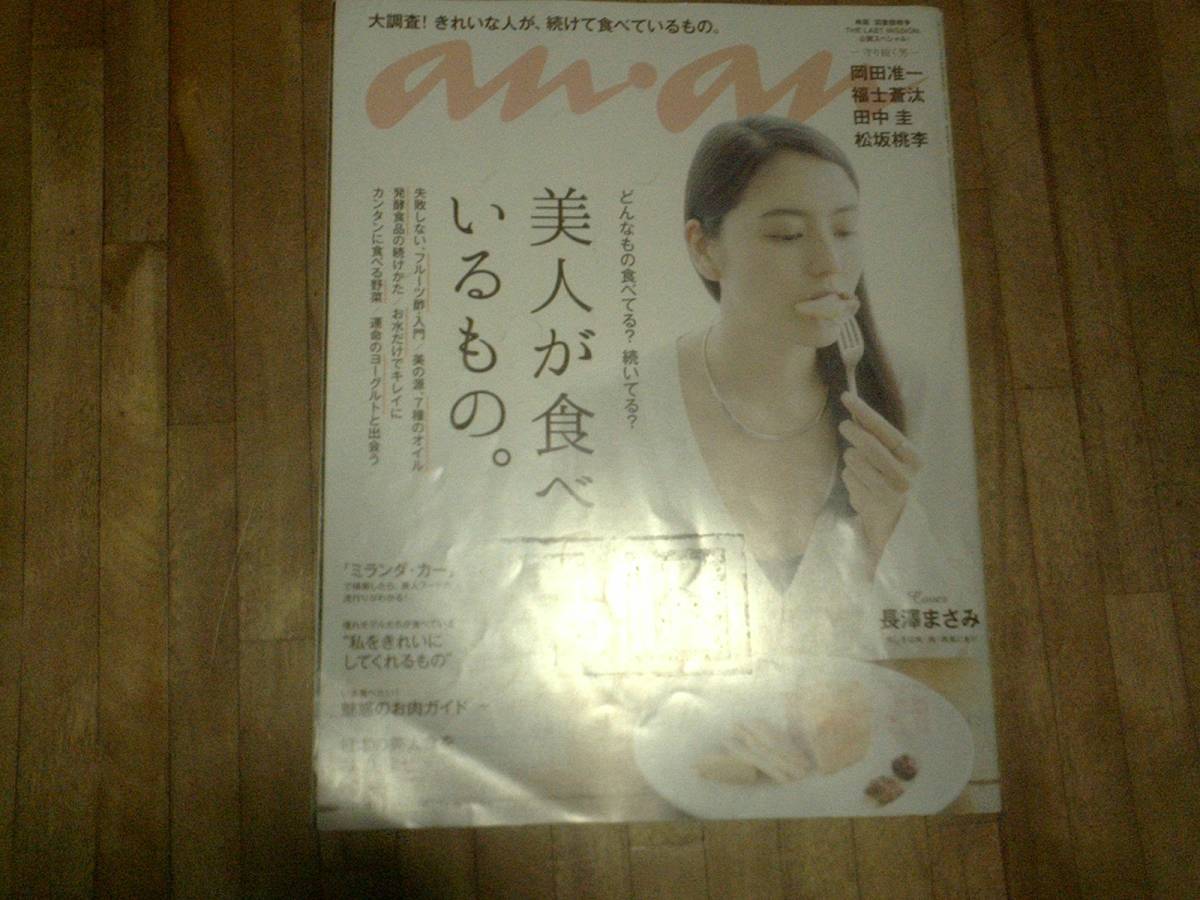 大調査!きれいな人が、続けて食べているもの。
an・an
THE LAST MISSION
岡田准一
福士蒼汰
田中 圭
松坂桃李
どんなもの食べてる? 続いてる?
美人が食べ
いるもの。
失敗しない、フルーツ酢・入門/美の源、7種のオイル
発酵食品の続けかた/お水だけでキレイに
カンタンに食べる野菜 運命のヨーグルトと出会う
「ミランダ・カー」
“私をきれいに
してくれるもの”
魅惑のお肉ガイド
Cover
長澤まさみ